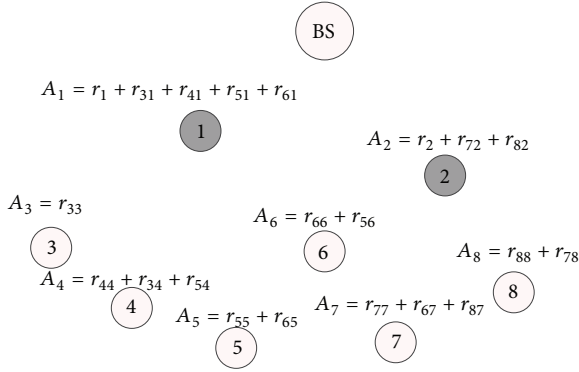 BS
A₁ = r₁ + r₃₁ + r₄₁ + r₅₁ + r₆₁
1
A₂ = r₂ + r₇₂ + r₈₂
2
A₃ = r₃₃
3
A₆ = r₆₆ + r₅₆
6
A₈ = r₈₈ + r₇₈
8
A₄ = r₄₄ + r₃₄ + r₅₄
4
A₅ = r₅₅ + r₆₅
5
A₇ = r₇₇ + r₆₇ + r₈₇
7